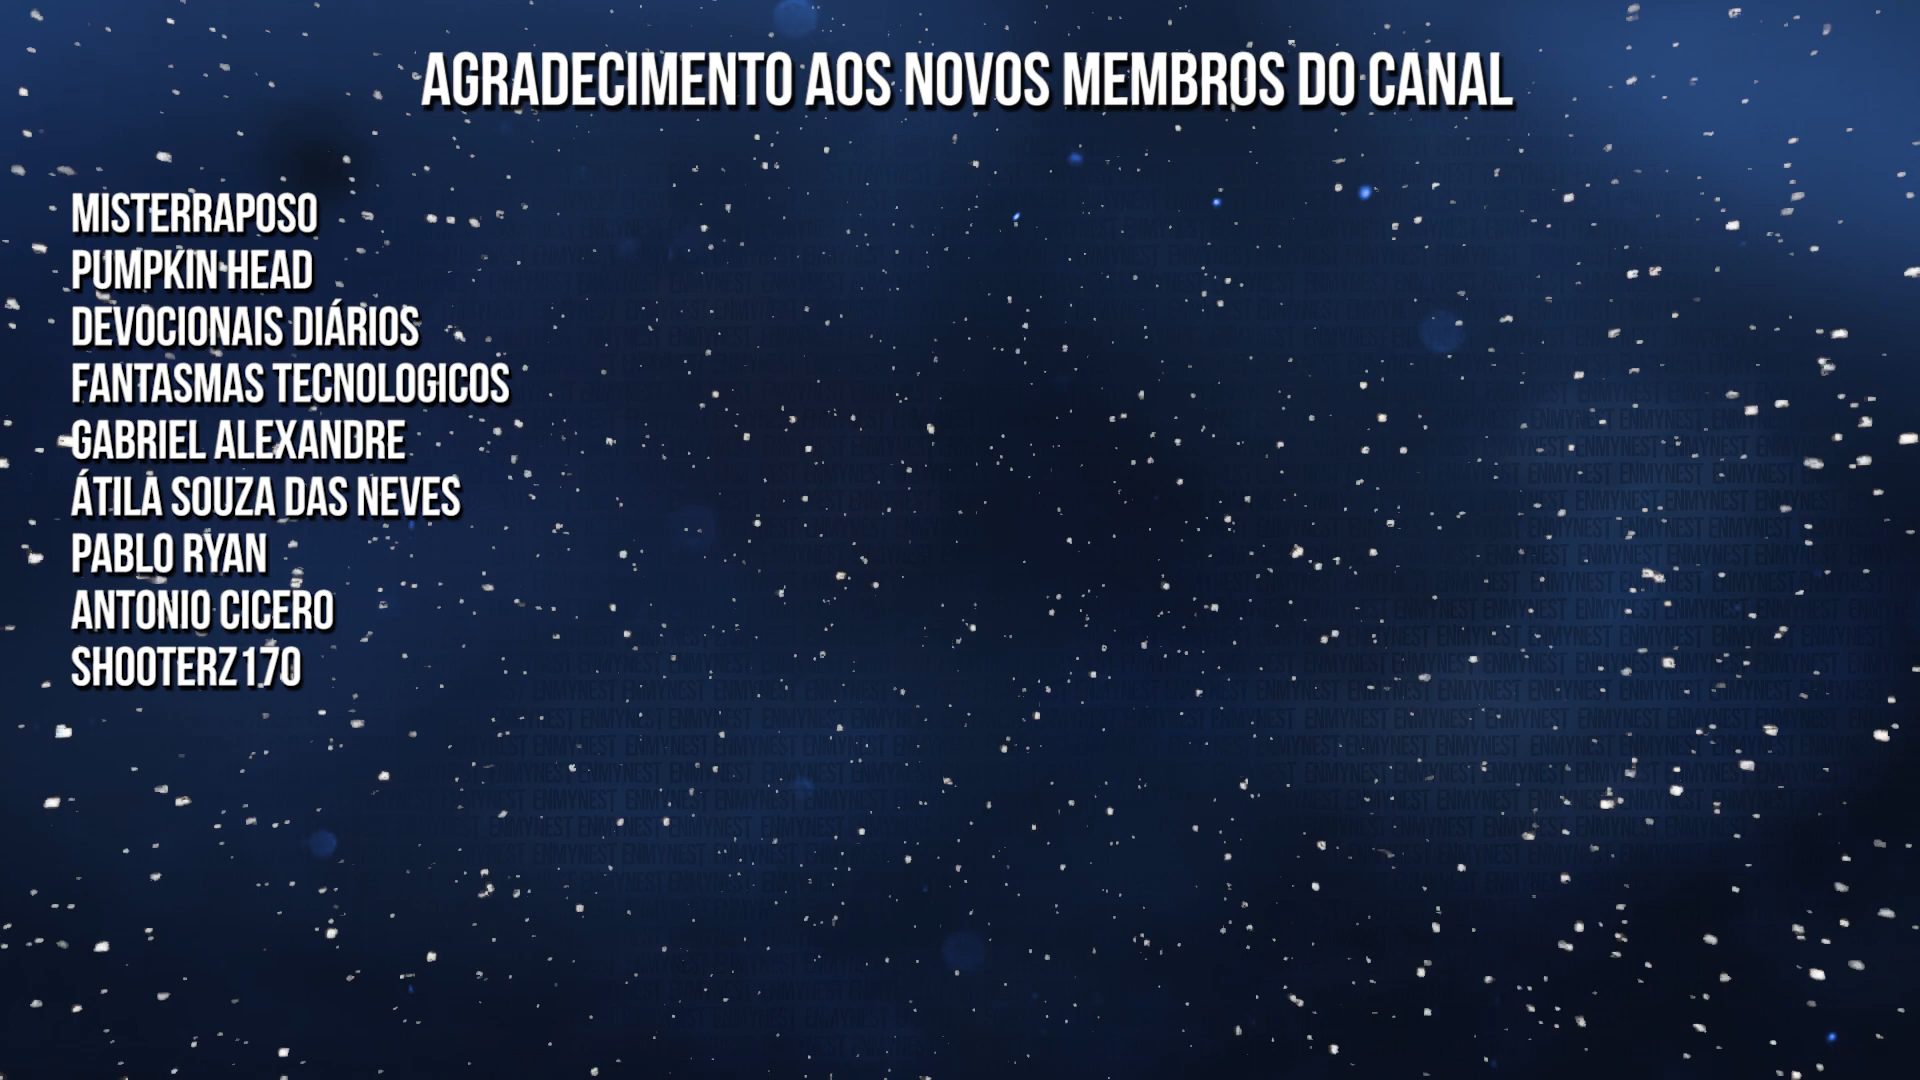 AGRADECIMENTO AOS NOVOS MEMBROS DO CANAL
MISTERRAPOSO
PUMPKIN HEAD
DEVOCIONAIS DIÁRIOS
FANTASMAS TECNOLOGICOS
GABRIEL ALEXANDRE
ÁTILA SOUZA DAS NEVES
PABLO RYAN
ANTONIO CICERO
SHOOTERZ170